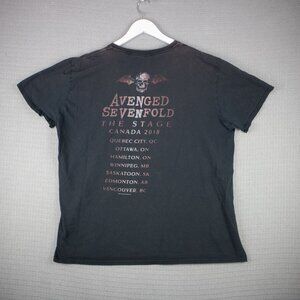 AVENGED
SEVENFOLD
THE STAGE
CANADA 2018
QUEBEC CITY, QC
OTTAWA, ON
HAMILTON, ON
WINNIPEG, MB
SASKATOON, SK
EDMONTON, AB
VANCOUVER, BC